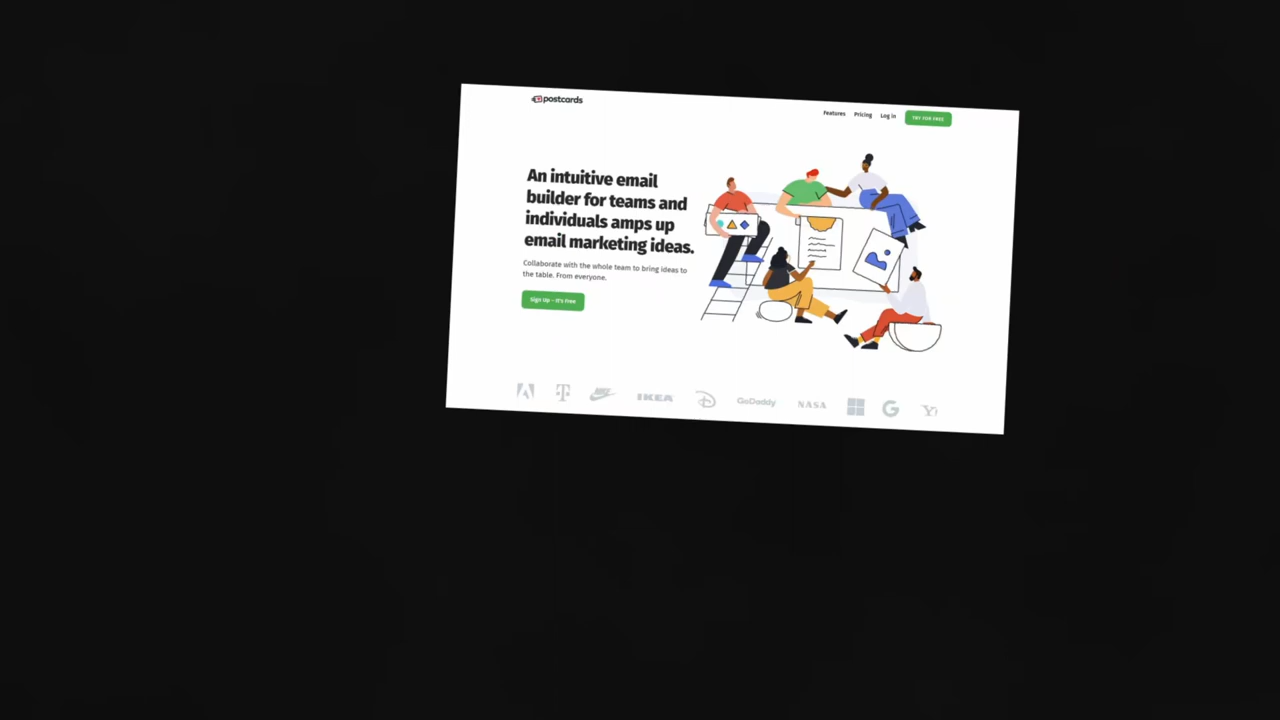 postcards
Features Pricing Log in TRY FOR FREE
An intuitive email
builder for teams and
individuals amps up
email marketing ideas.
Collaborate with the whole team to bring ideas to
the table. From everyone.
Sign Up – It's Free
NIKE IKEA GoDaddy NASA